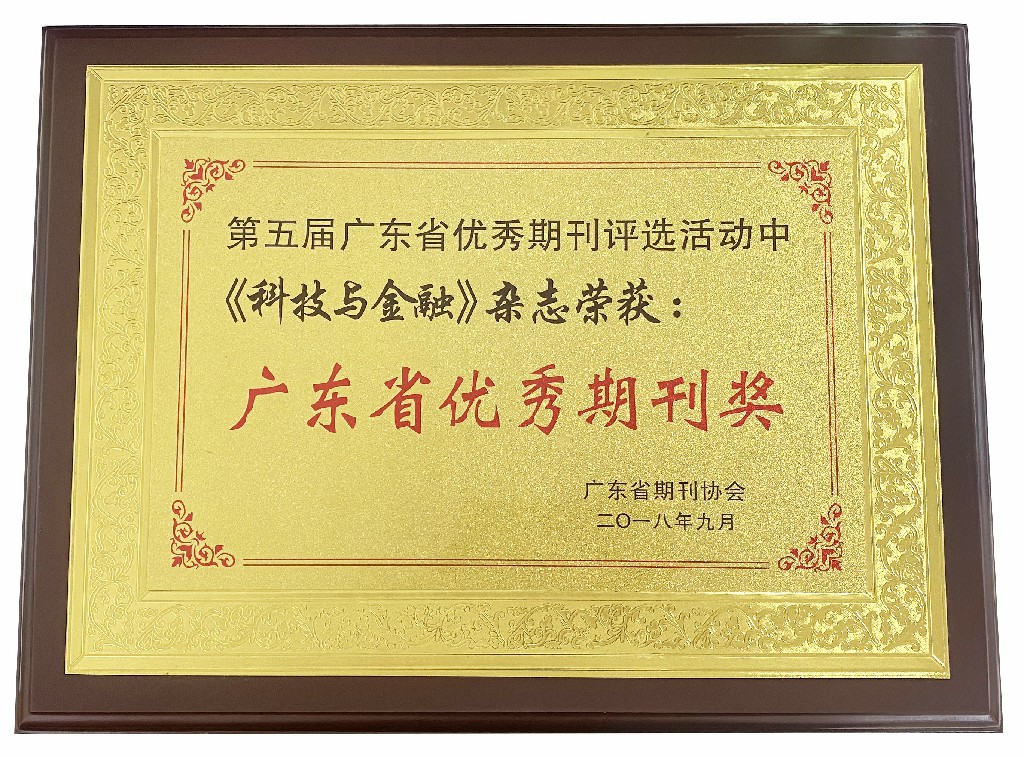 第五届广东省优秀期刊评选活动中
《科技与金融》杂志荣获：
广东省优秀期刊奖
广东省期刊协会
二〇一八年九月